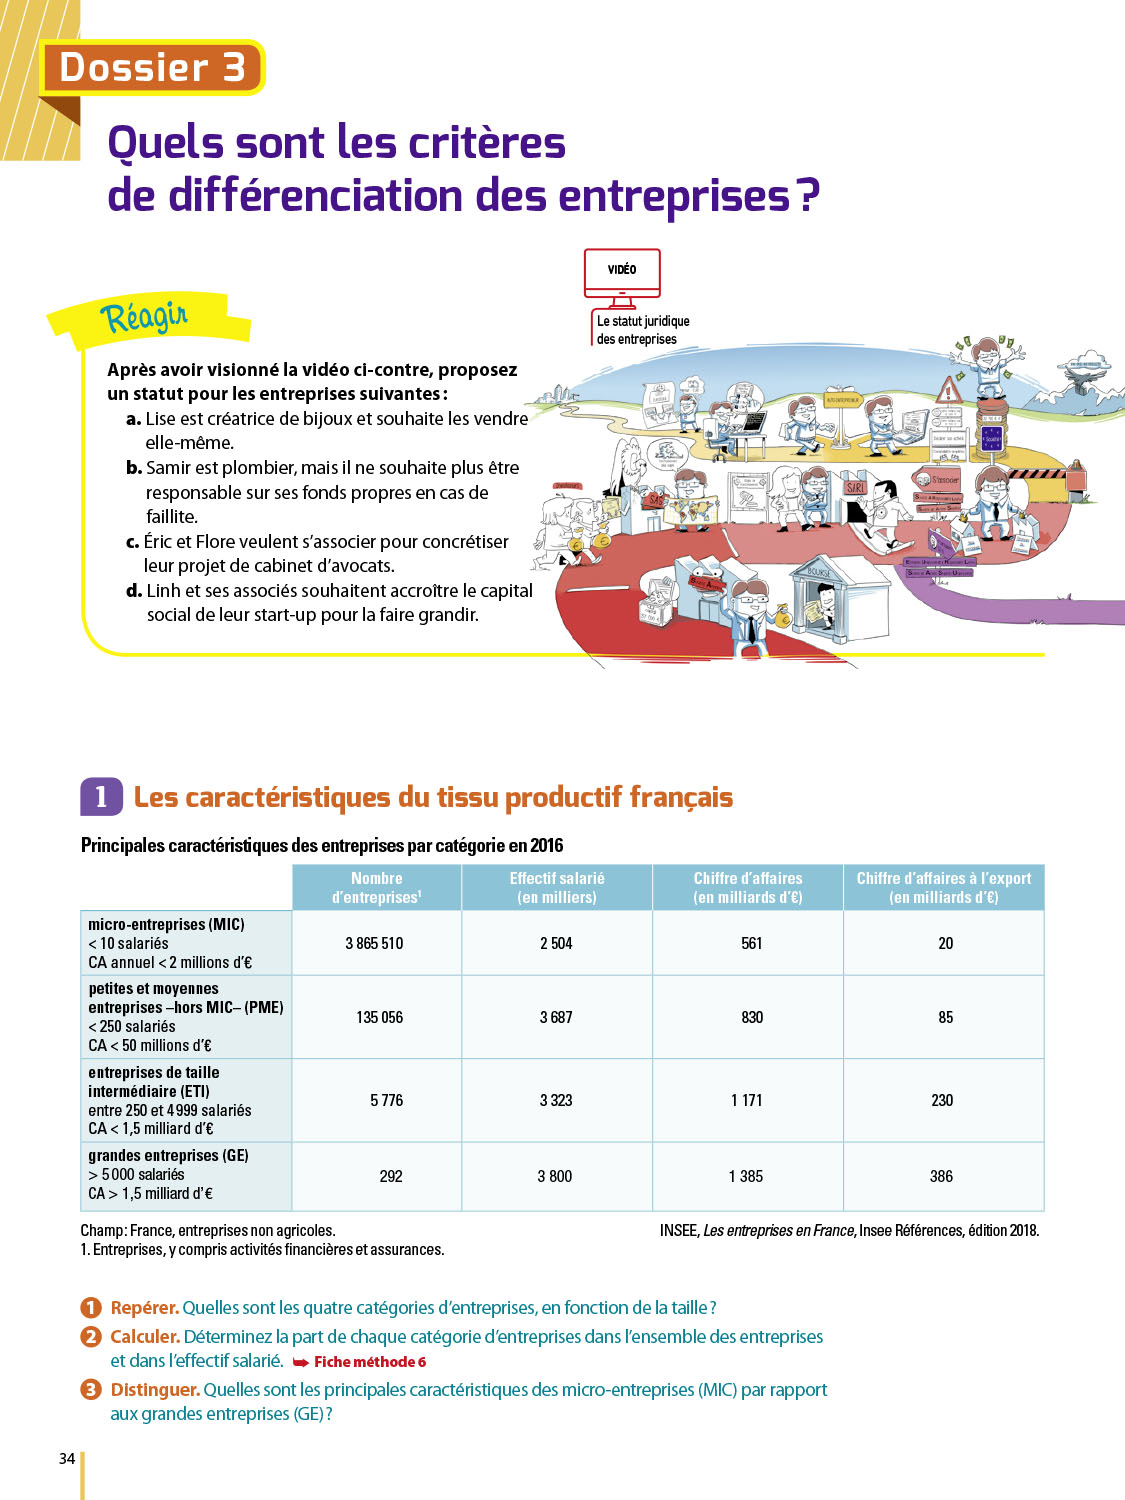 Dossier 3
Quels sont les critères
de différenciation des entreprises ?
VIDÉO
Le statut juridique
des entreprises
Réagir
Après avoir visionné la vidéo ci-contre, proposez
un statut pour les entreprises suivantes :
a. Lise est créatrice de bijoux et souhaite les vendre
elle-même.
b. Samir est plombier, mais il ne souhaite plus être
responsable sur ses fonds propres en cas de
faillite.
c. Éric et Flore veulent s'associer pour concrétiser
leur projet de cabinet d'avocats.
d. Linh et ses associés souhaitent accroître le capital
social de leur start-up pour la faire grandir.
AUTO-ENTREPRENEUR
S'associer
SAS
SARL
BOURSE
1 Les caractéristiques du tissu productif français
Principales caractéristiques des entreprises par catégorie en 2016
Nombre
d'entreprises¹
Effectif salarié
(en milliers)
Chiffre d'affaires
(en milliards d'€)
Chiffre d'affaires à l'export
(en milliards d'€)
micro-entreprises (MIC)
< 10 salariés
CA annuel < 2 millions d'€
3 865 510
2 504
561
20
petites et moyennes
entreprises –hors MIC– (PME)
< 250 salariés
CA < 50 millions d'€
135 056
3 687
830
85
entreprises de taille
intermédiaire (ETI)
entre 250 et 4 999 salariés
CA < 1,5 milliard d'€
5 776
3 323
1 171
230
grandes entreprises (GE)
> 5 000 salariés
CA > 1,5 milliard d'€
292
3 800
1 385
386
Champ : France, entreprises non agricoles.
INSEE, Les entreprises en France, Insee Références, édition 2018.
1. Entreprises, y compris activités financières et assurances.
1 Repérer. Quelles sont les quatre catégories d'entreprises, en fonction de la taille ?
2 Calculer. Déterminez la part de chaque catégorie d'entreprises dans l'ensemble des entreprises
et dans l'effectif salarié. ➥ Fiche méthode 6
3 Distinguer. Quelles sont les principales caractéristiques des micro-entreprises (MIC) par rapport
aux grandes entreprises (GE) ?
34